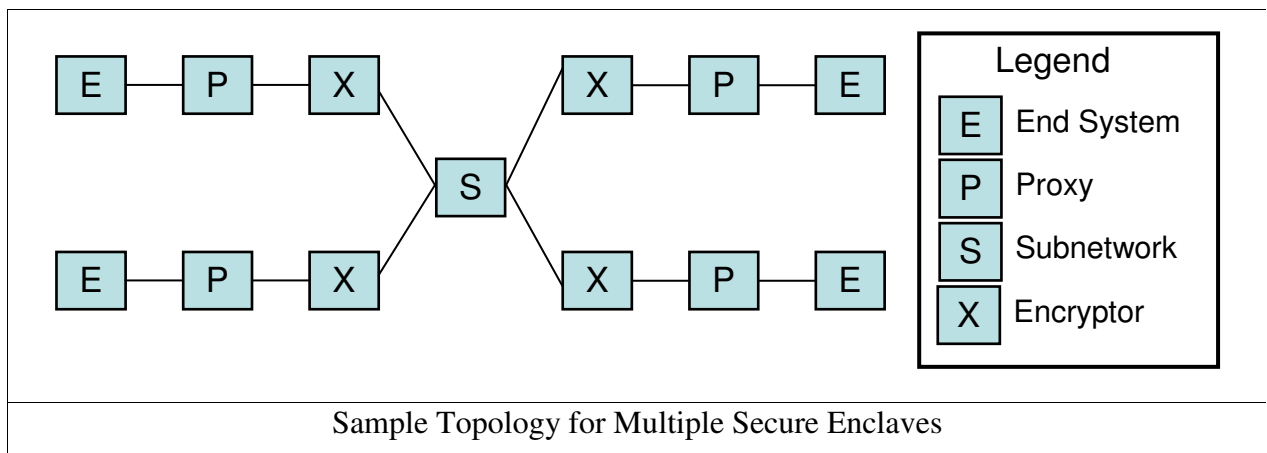 E P X X P E
S
E P X X P E
Legend
E End System
P Proxy
S Subnetwork
X Encryptor
Sample Topology for Multiple Secure Enclaves